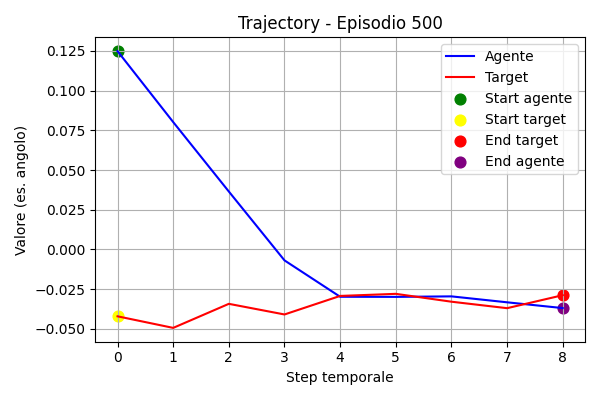 Trajectory - Episodio 500
Valore (es. angolo)
0.125
0.100
0.075
0.050
0.025
0.000
−0.025
−0.050
Agente
Target
Start agente
Start target
End target
End agente
0 1 2 3 4 5 6 7 8
Step temporale